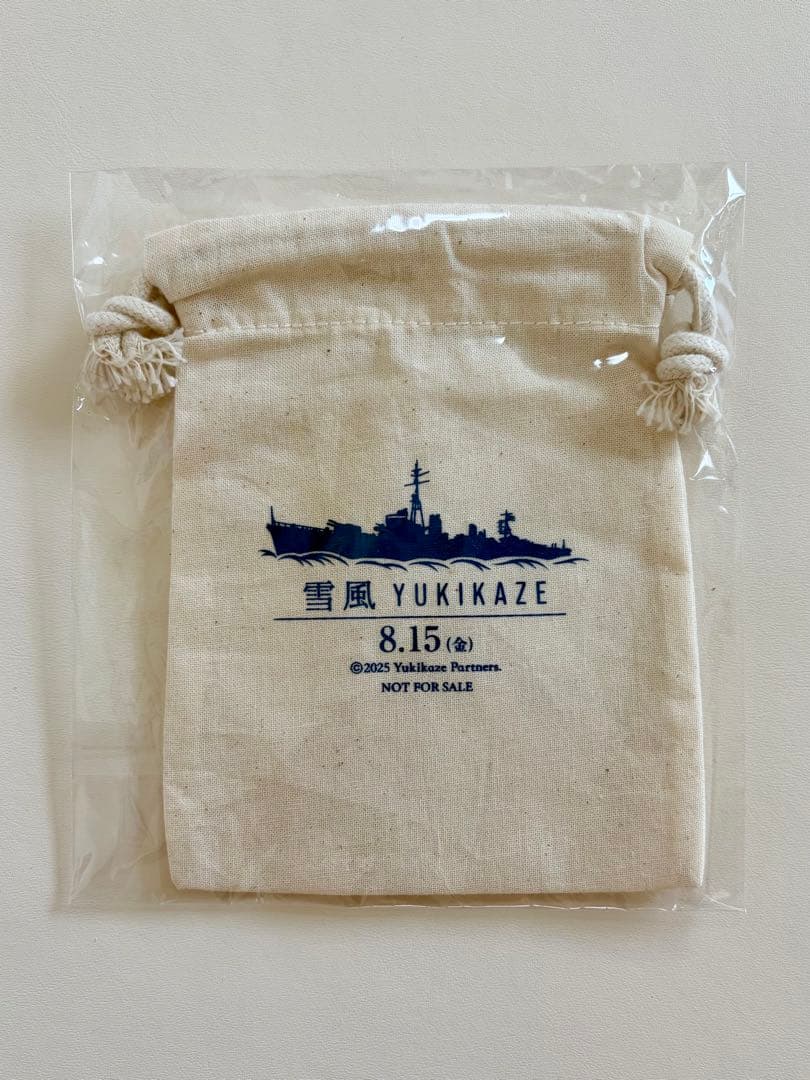 雪風 YUKIKAZE
8.15(金)
©2025 Yukikaze Partners.
NOT FOR SALE